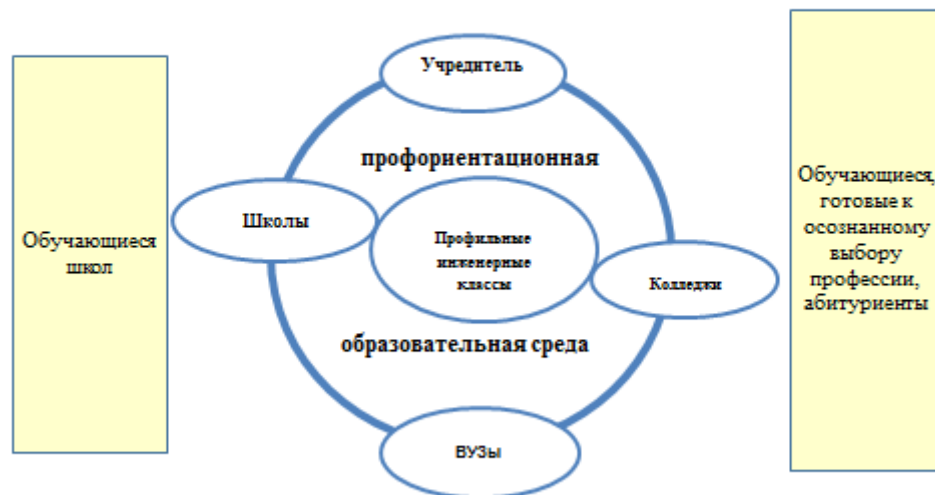 Учредитель
профориентационная
Школы
Обучающиеся
школ
Профильные
инженерные
классы
Колледжи
Обучающиеся,
готовые к
осознанному
выбору
профессии,
абитуриенты
образовательная среда
ВУЗы